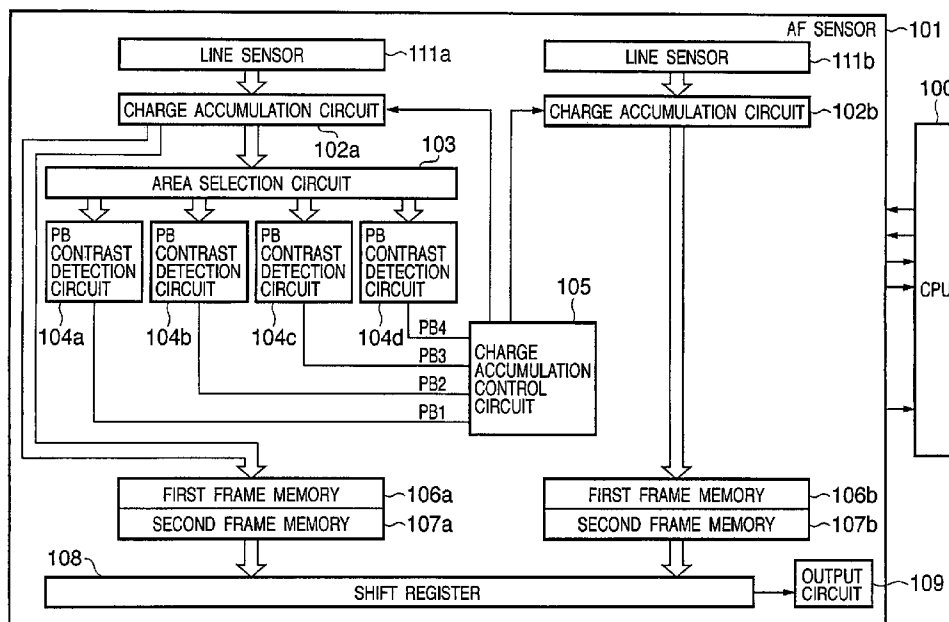 AF SENSOR
101
LINE SENSOR
111a
LINE SENSOR
111b
CHARGE ACCUMULATION CIRCUIT
102a
CHARGE ACCUMULATION CIRCUIT
102b
100
CPU
103
AREA SELECTION CIRCUIT
PB
CONTRAST
DETECTION
CIRCUIT
104a
PB
CONTRAST
DETECTION
CIRCUIT
104b
PB
CONTRAST
DETECTION
CIRCUIT
104c
PB
CONTRAST
DETECTION
CIRCUIT
104d
105
CHARGE
ACCUMULATION
CONTROL
CIRCUIT
PB4
PB3
PB2
PB1
FIRST FRAME MEMORY
106a
SECOND FRAME MEMORY
107a
FIRST FRAME MEMORY
106b
SECOND FRAME MEMORY
107b
108
SHIFT REGISTER
OUTPUT
CIRCUIT
109